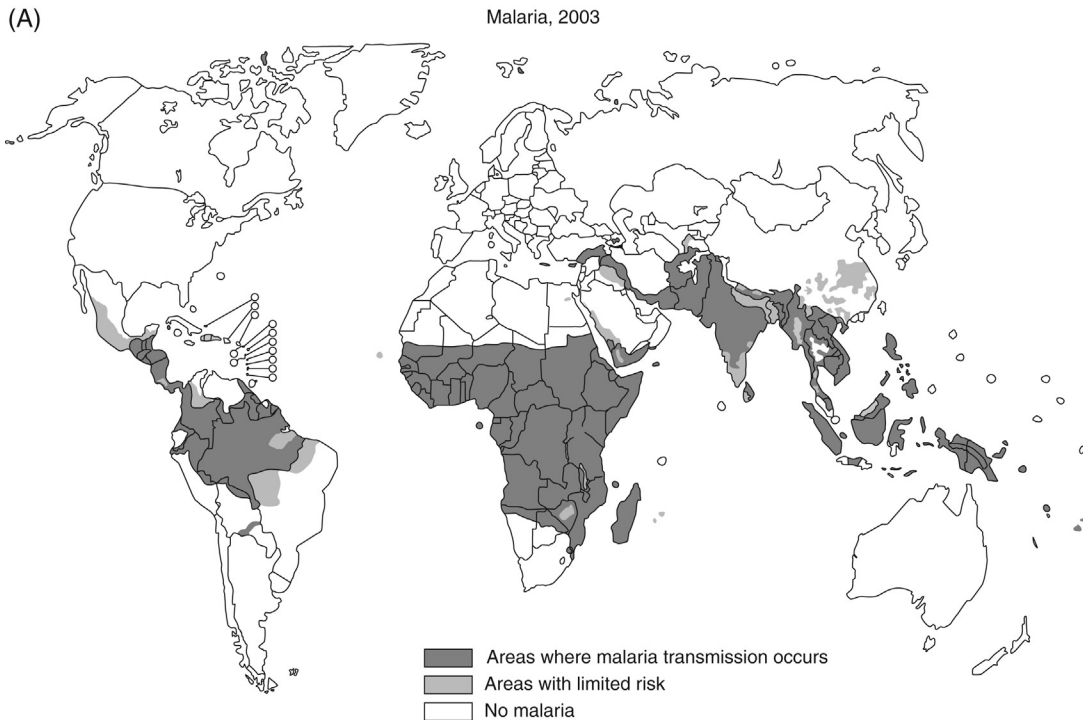 (A)
Malaria, 2003
Areas where malaria transmission occurs
Areas with limited risk
No malaria